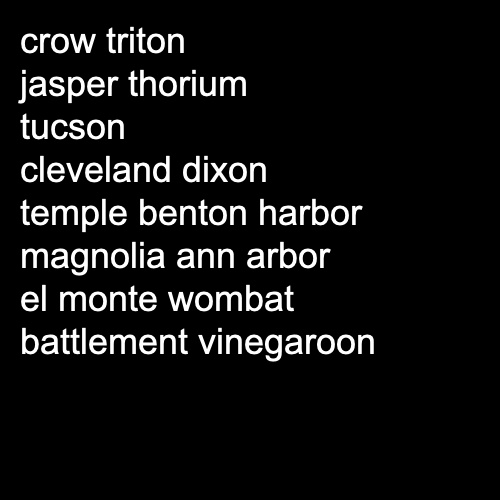 crow triton
jasper thorium
tucson
cleveland dixon
temple benton harbor
magnolia ann arbor
el monte wombat
battlement vinegaroon